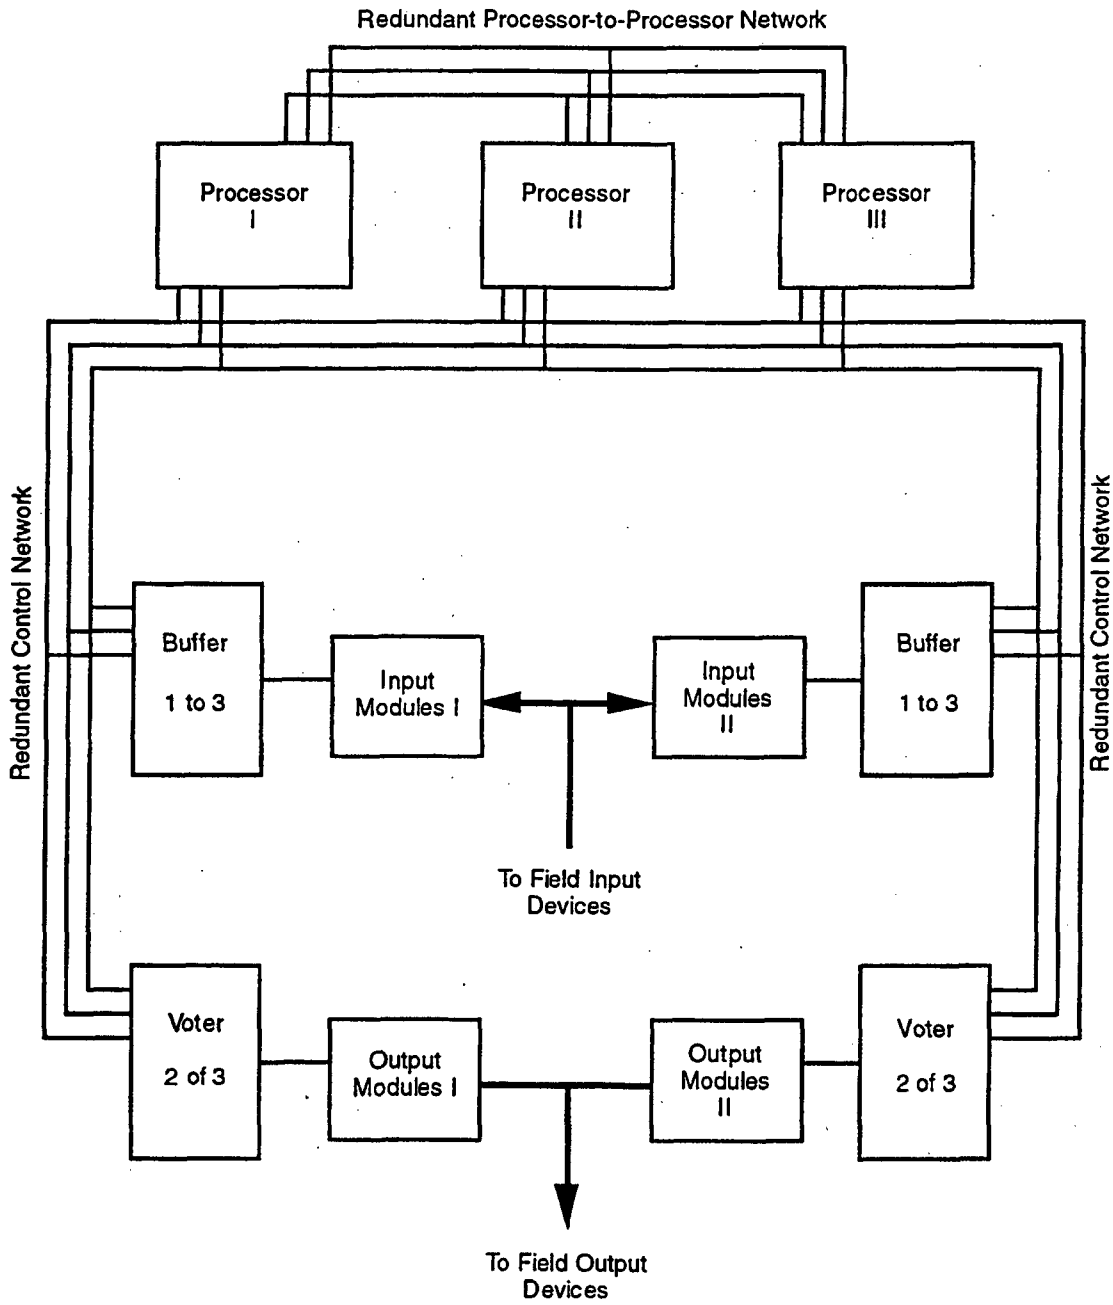 Redundant Processor-to-Processor Network
Processor
I
Processor
II
Processor
III
Redundant Control Network
Redundant Control Network
Buffer
1 to 3
Input
Modules I
Input
Modules
II
Buffer
1 to 3
To Field Input
Devices
Voter
2 of 3
Output
Modules I
Output
Modules
II
Voter
2 of 3
To Field Output
Devices